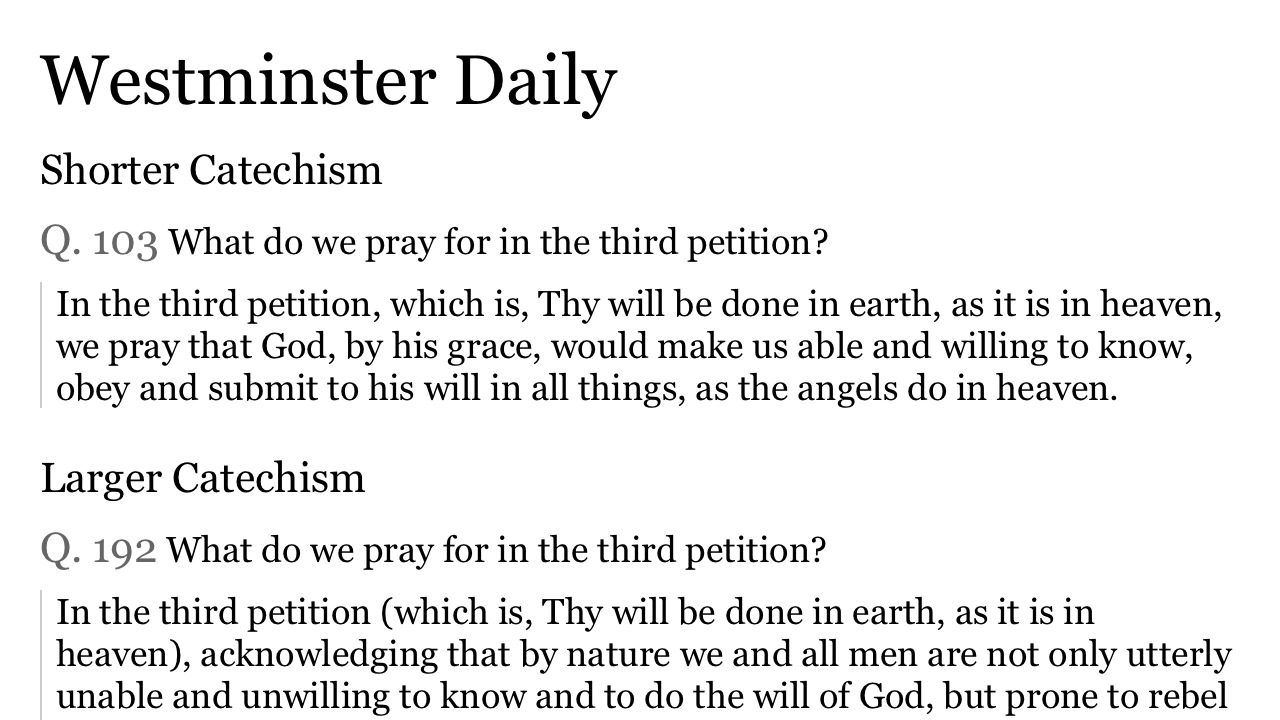 Westminster Daily
Shorter Catechism
Q. 103 What do we pray for in the third petition?
In the third petition, which is, Thy will be done in earth, as it is in heaven,
we pray that God, by his grace, would make us able and willing to know,
obey and submit to his will in all things, as the angels do in heaven.
Larger Catechism
Q. 192 What do we pray for in the third petition?
In the third petition (which is, Thy will be done in earth, as it is in
heaven), acknowledging that by nature we and all men are not only utterly
unable and unwilling to know and to do the will of God, but prone to rebel